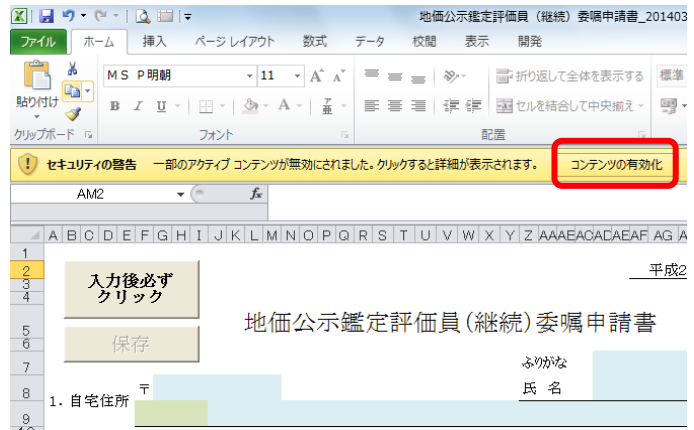 地価公示鑑定評価員（継続）委嘱申請書_201403
ファイル ホーム 挿入 ページ レイアウト 数式 データ 校閲 表示 開発
ＭＳ Ｐ明朝 11 A A 折り返して全体を表示する 標準
貼り付け B I U A セルを結合して中央揃え
クリップボード フォント 配置
セキュリティの警告 一部のアクティブ コンテンツが無効にされました。クリックすると詳細が表示されます。 コンテンツの有効化
AM2 fx
A B C D E F G H I J K L M N O P Q R S T U V W X Y Z AG A
1
2 平成2
3 入力後必ず
4 クリック
5 地価公示鑑定評価員（継続）委嘱申請書
6 保存
7 ふりがな
8 〒 氏 名
1. 自宅住所
9